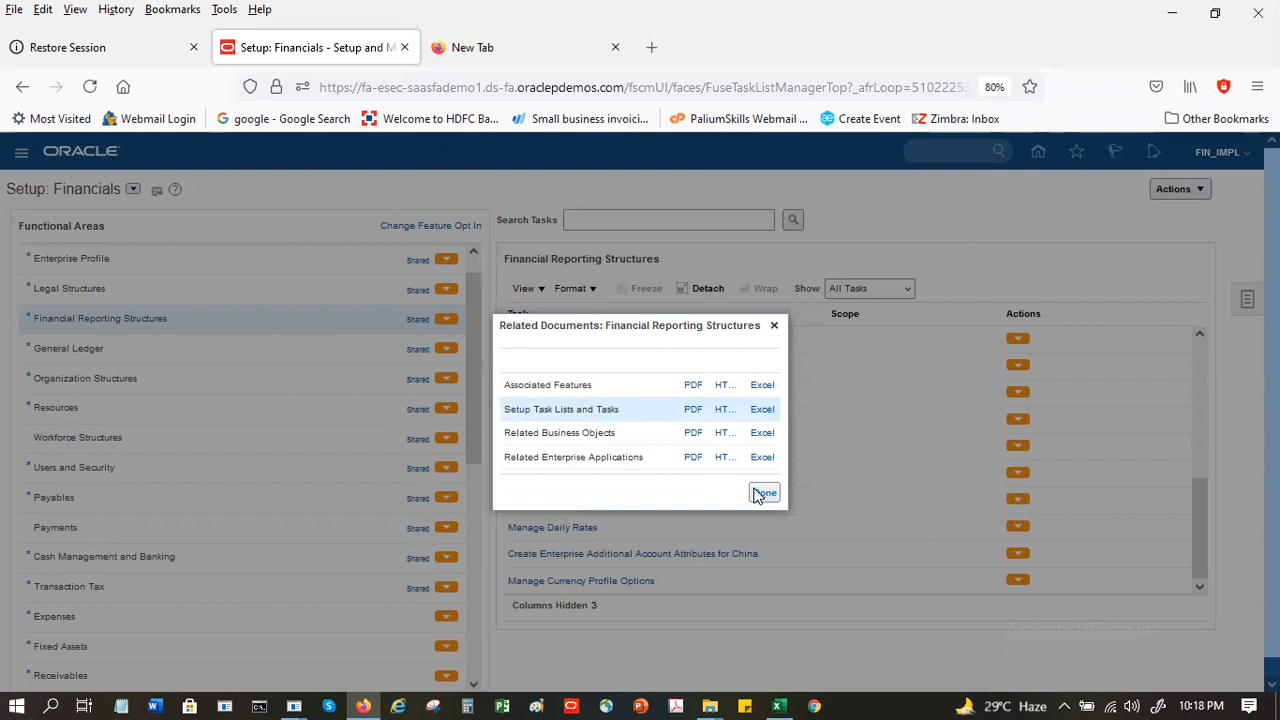 File Edit View History Bookmarks Tools Help
Restore Session × Setup: Financials - Setup and M × New Tab × +
https://fa-esec-saasfademo1.ds-fa.oraclepdemos.com/fscmUI/faces/FuseTaskListManagerTop?_afrLoop=51022253 80%
Most Visited Webmail Login google - Google Search Welcome to HDFC Ba... Small business invoicin... PaliumSkills Webmail ... Create Event Zimbra: Inbox Other Bookmarks
ORACLE FIN_IMPL
Setup: Financials Actions
Functional Areas Change Feature Opt In
Search Tasks
* Enterprise Profile Shared
* Legal Structures Shared
* Financial Reporting Structures Shared
* General Ledger Shared
* Organization Structures Shared
* Resources Shared
Workforce Structures Shared
* Users and Security Shared
* Payables Shared
Payments Shared
* Cash Management and Banking Shared
* Transaction Tax Shared
* Expenses
* Fixed Assets
* Receivables
Financial Reporting Structures
View Format Freeze Detach Wrap Show All Tasks
Scope Actions
Related Documents: Financial Reporting Structures ×
Associated Features PDF HT... Excel
Setup Task Lists and Tasks PDF HT... Excel
Related Business Objects PDF HT... Excel
Related Enterprise Applications PDF HT... Excel
Manage Daily Rates
Create Enterprise Additional Account Attributes for China
Manage Currency Profile Options
Columns Hidden 3
29°C Haze ENG 10:18 PM